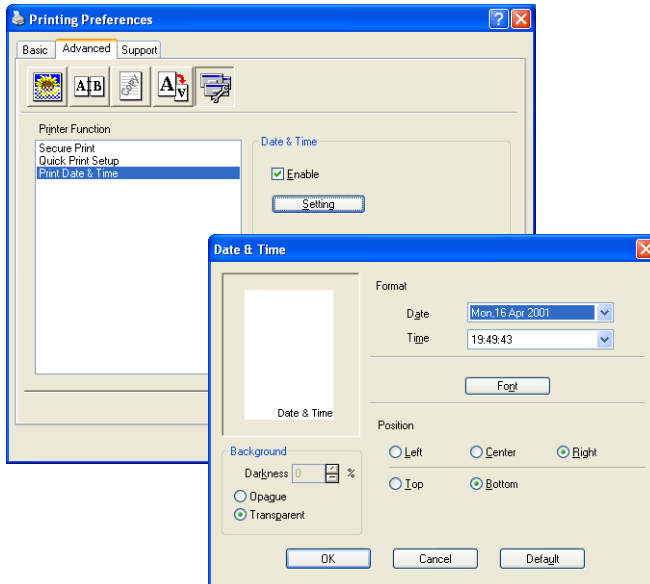 Printing Preferences
Basic Advanced Support
A B
A V
Printer Function
Secure Print
Quick Print Setup
Print Date & Time
Date & Time
Enable
Setting
Date & Time
Date & Time
Format
Date Mon,16 Apr 2001
Time 19:49:43
Font
Background
Darkness 0 %
Opaque
Transparent
Position
Left Center Right
Top Bottom
OK Cancel Default